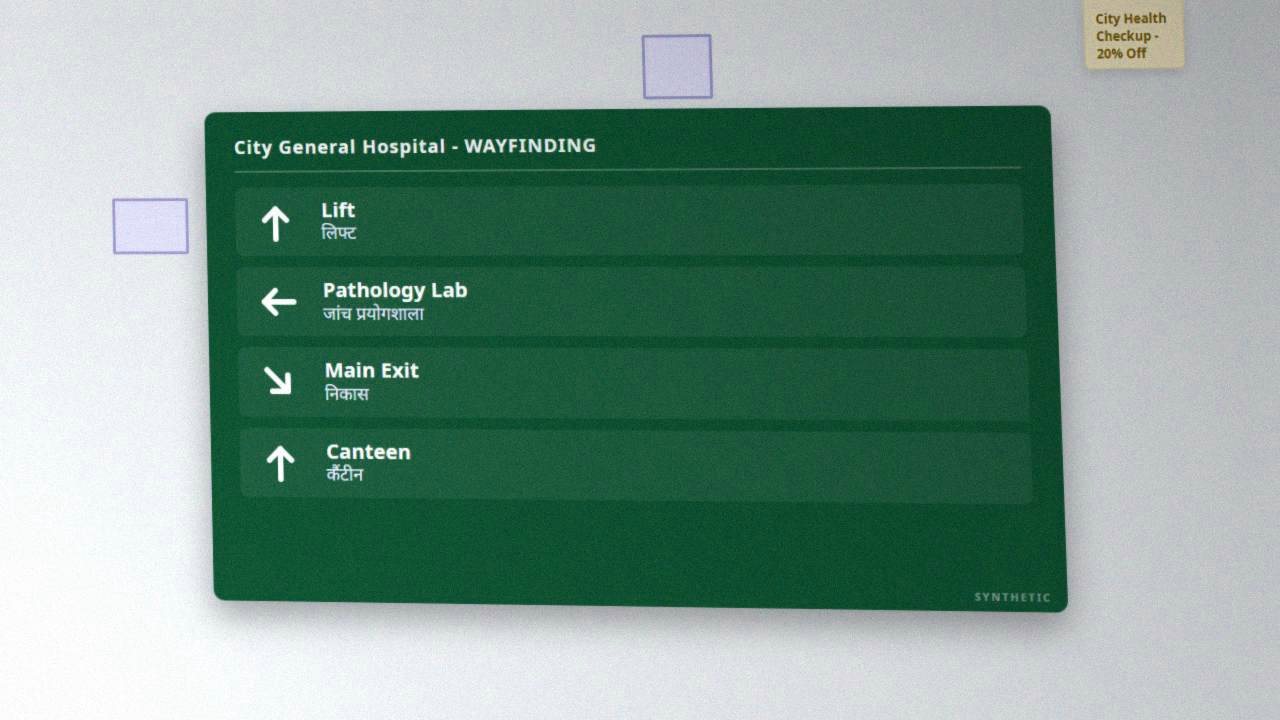 City Health
Checkup -
20% Off
City General Hospital - WAYFINDING
Lift
लिफ्ट
Pathology Lab
जांच प्रयोगशाला
Main Exit
निकास
Canteen
कैंटीन
SYNTHETIC